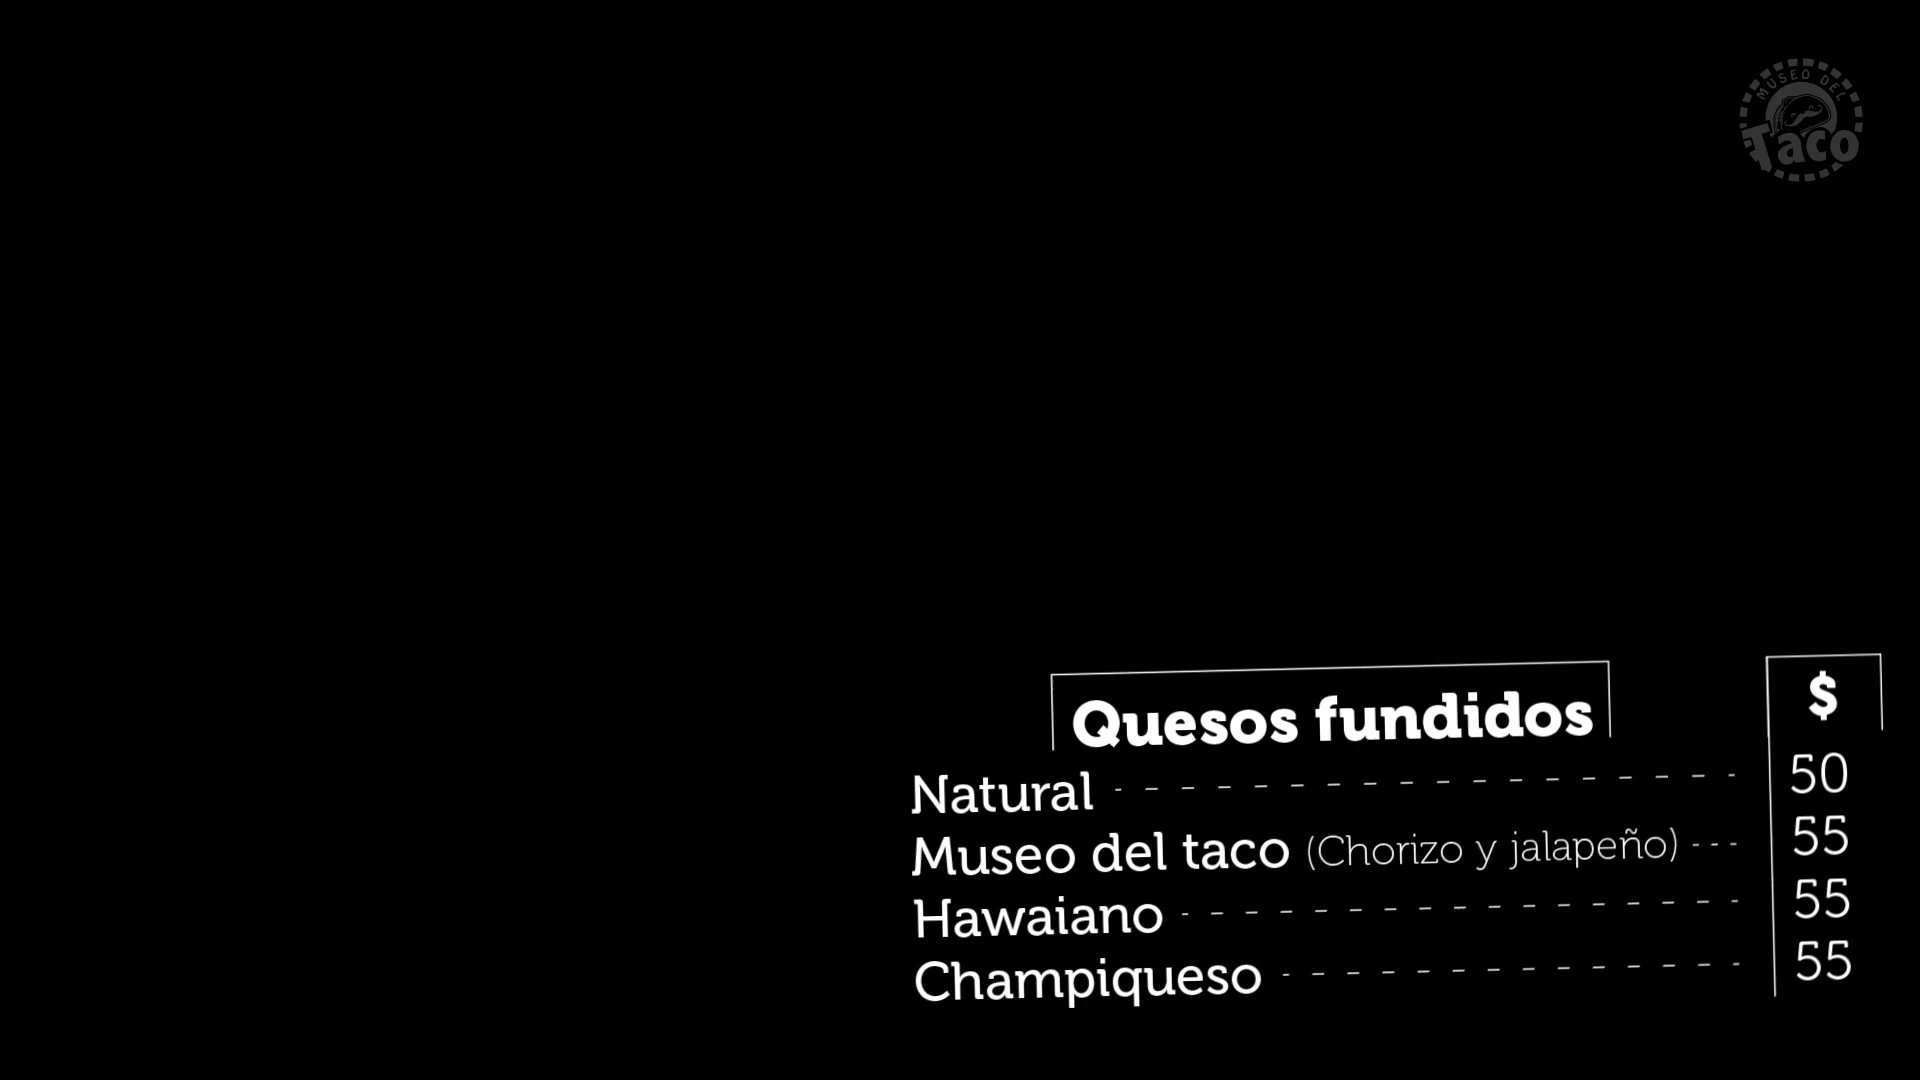 MUSEO DEL
Taco
Quesos fundidos $
Natural 50
Museo del taco (Chorizo y jalapeño) 55
Hawaiano 55
Champiqueso 55